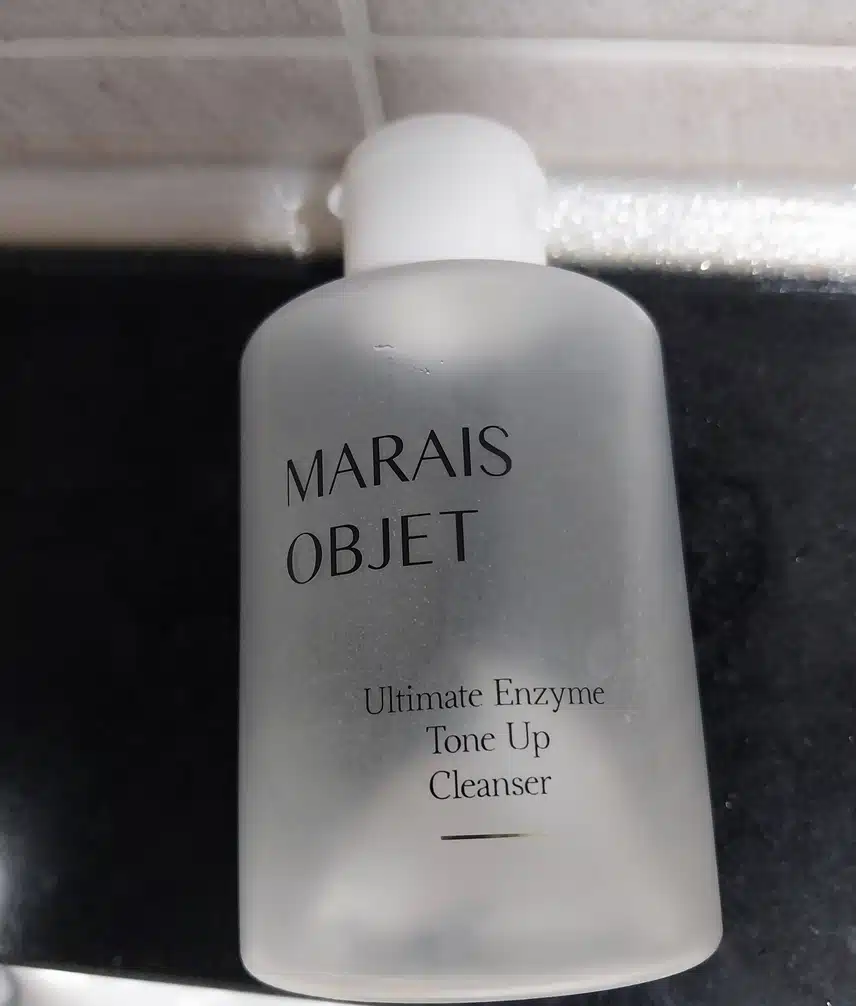 MARAIS
OBJET
Ultimate Enzyme
Tone Up
Cleanser